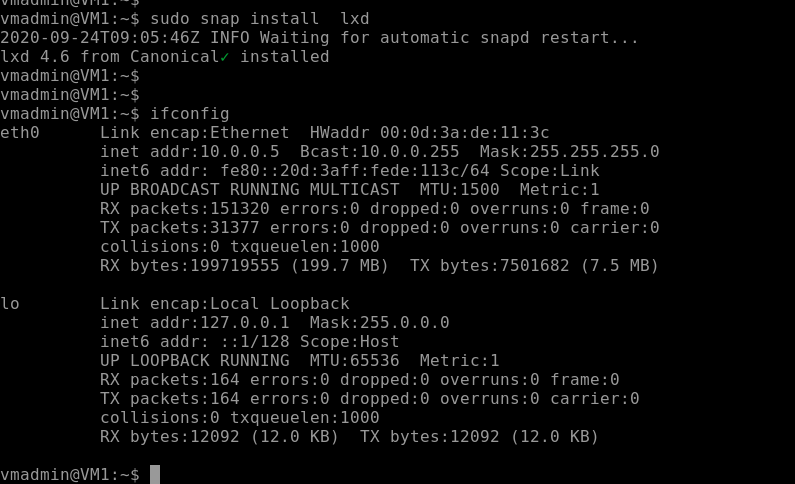 vmadmin@VM1:~$
vmadmin@VM1:~$ sudo snap install  lxd
2020-09-24T09:05:46Z INFO Waiting for automatic snapd restart...
lxd 4.6 from Canonical✓ installed
vmadmin@VM1:~$
vmadmin@VM1:~$
vmadmin@VM1:~$ ifconfig
eth0      Link encap:Ethernet  HWaddr 00:0d:3a:de:11:3c
          inet addr:10.0.0.5  Bcast:10.0.0.255  Mask:255.255.255.0
          inet6 addr: fe80::20d:3aff:fede:113c/64 Scope:Link
          UP BROADCAST RUNNING MULTICAST  MTU:1500  Metric:1
          RX packets:151320 errors:0 dropped:0 overruns:0 frame:0
          TX packets:31377 errors:0 dropped:0 overruns:0 carrier:0
          collisions:0 txqueuelen:1000
          RX bytes:199719555 (199.7 MB)  TX bytes:7501682 (7.5 MB)

lo        Link encap:Local Loopback
          inet addr:127.0.0.1  Mask:255.0.0.0
          inet6 addr: ::1/128 Scope:Host
          UP LOOPBACK RUNNING  MTU:65536  Metric:1
          RX packets:164 errors:0 dropped:0 overruns:0 frame:0
          TX packets:164 errors:0 dropped:0 overruns:0 carrier:0
          collisions:0 txqueuelen:1000
          RX bytes:12092 (12.0 KB)  TX bytes:12092 (12.0 KB)

vmadmin@VM1:~$